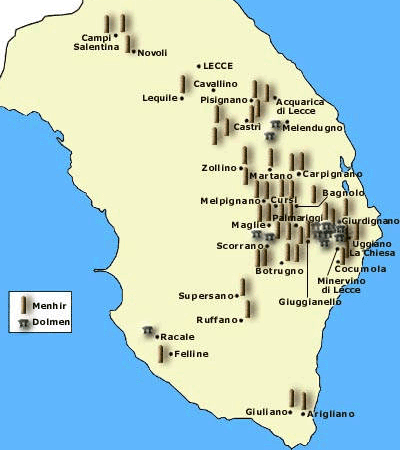 Campi
Salentina
Novoli
LECCE
Cavallino
Lequile
Pisignano
Acquarica
di Lecce
Castrì
Melendugno
Zollino
Martano
Carpignano
Bagnolo
Melpignano
Cursi
Palmariggi
Giurdignano
Maglie
Uggiano
La Chiesa
Scorrano
Cocumola
Botrugno
Minervino
di Lecce
Giuggianello
Supersano
Menhir
Ruffano
Dolmen
Racale
Felline
Giuliano
Arigliano